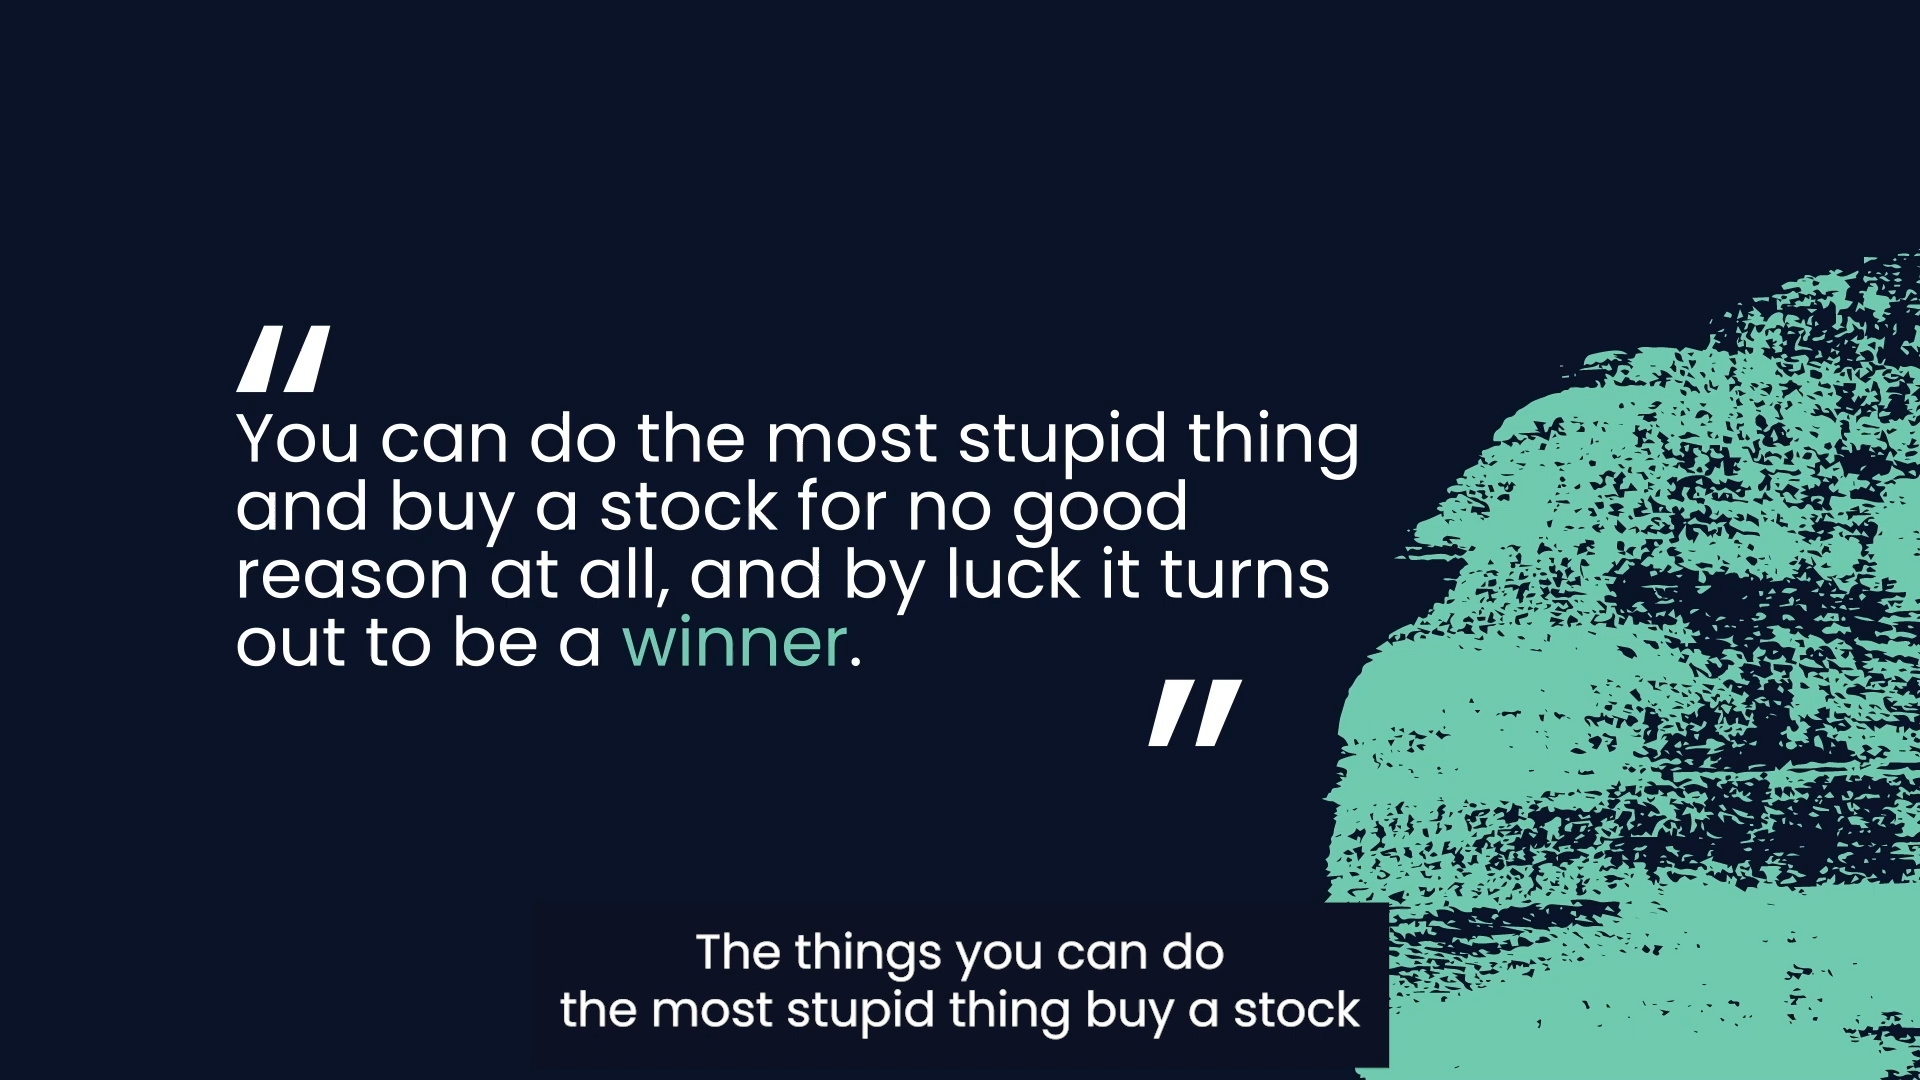 “
You can do the most stupid thing
and buy a stock for no good
reason at all, and by luck it turns
out to be a winner.
”
The things you can do
the most stupid thing buy a stock